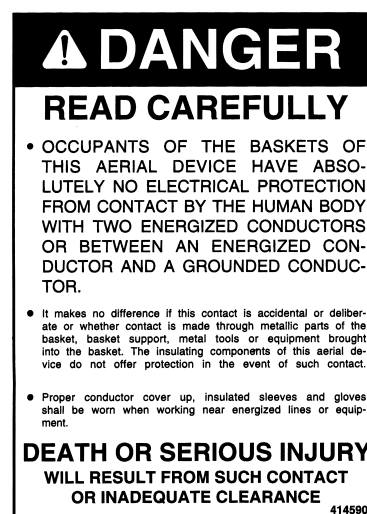 DANGER
READ CAREFULLY
• OCCUPANTS OF THE BASKETS OF
THIS AERIAL DEVICE HAVE ABSO-
LUTELY NO ELECTRICAL PROTECTION
FROM CONTACT BY THE HUMAN BODY
WITH TWO ENERGIZED CONDUCTORS
OR BETWEEN AN ENERGIZED CON-
DUCTOR AND A GROUNDED CONDUC-
TOR.
• It makes no difference if this contact is accidental or deliber-
ate or whether contact is made through metallic parts of the
basket, basket support, metal tools or equipment brought
into the basket. The insulating components of this aerial de-
vice do not offer protection in the event of such contact.
• Proper conductor cover up, insulated sleeves and gloves
shall be worn when working near energized lines or equip-
ment.
DEATH OR SERIOUS INJURY
WILL RESULT FROM SUCH CONTACT
OR INADEQUATE CLEARANCE
414590